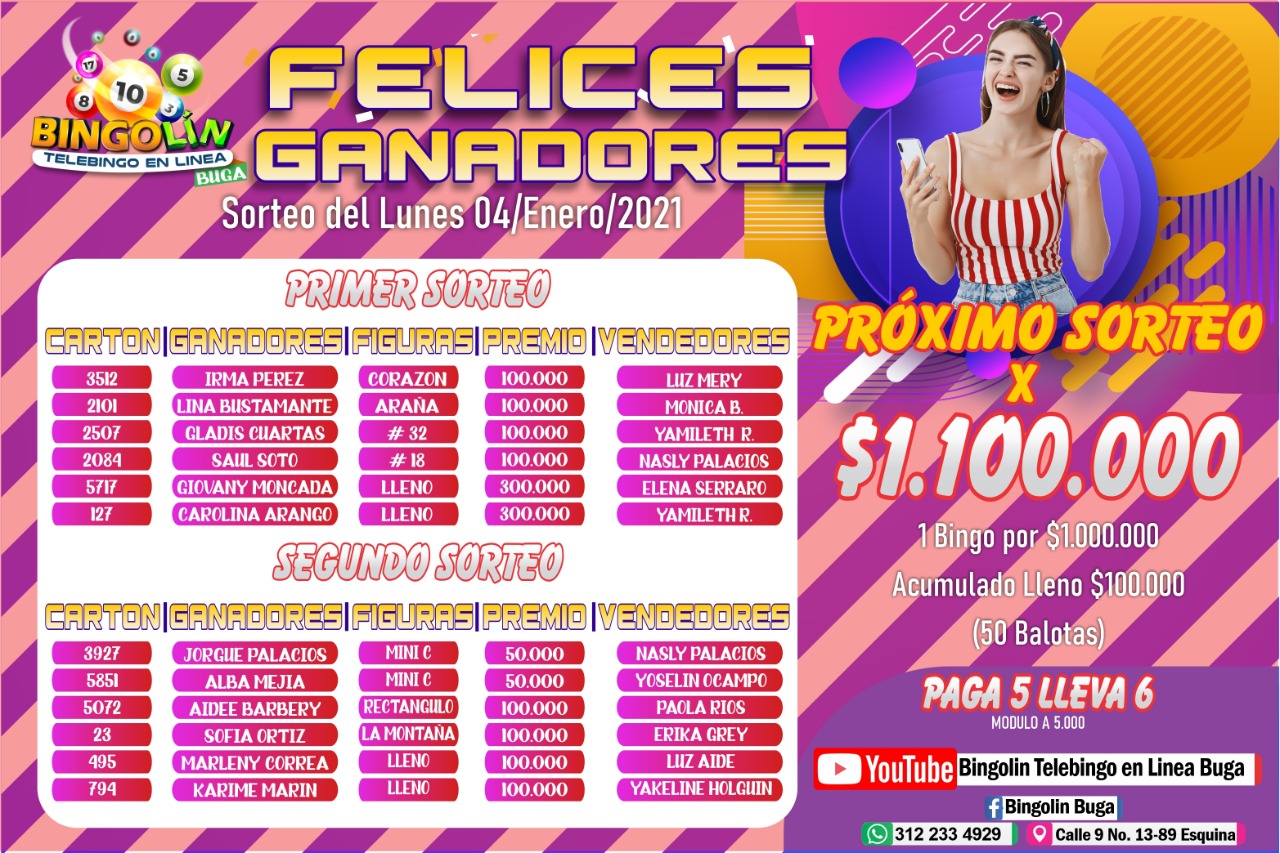 17
10
5
8
3
BINGOLÍN
TELEBINGO EN LINEA
BUGA
FELICES
GANADORES
Sorteo del Lunes 04/Enero/2021
PRIMER SORTEO
CARTON|GANADORES|FIGURAS|PREMIO|VENDEDORES
3512 IRMA PEREZ CORAZON 100.000 LUZ MERY
2101 LINA BUSTAMANTE ARAÑA 100.000 MONICA B.
2507 GLADIS CUARTAS # 32 100.000 YAMILETH R.
2084 SAUL SOTO # 18 100.000 NASLY PALACIOS
5717 GIOVANY MONCADA LLENO 300.000 ELENA SERRARO
127 CAROLINA ARANGO LLENO 300.000 YAMILETH R.
SEGUNDO SORTEO
CARTON|GANADORES|FIGURAS|PREMIO|VENDEDORES
3927 JORGUE PALACIOS MINI C 50.000 NASLY PALACIOS
5851 ALBA MEJIA MINI C 50.000 YOSELIN OCAMPO
5072 AIDEE BARBERY RECTANGULO 100.000 PAOLA RIOS
23 SOFIA ORTIZ LA MONTAÑA 100.000 ERIKA GREY
495 MARLENY CORREA LLENO 100.000 LUZ AIDE
794 KARIME MARIN LLENO 100.000 YAKELINE HOLGUIN
PRÓXIMO SORTEO
X
$1.100.000
1 Bingo por $1.000.000
Acumulado Lleno $100.000
(50 Balotas)
PAGA 5 LLEVA 6
MODULO A 5.000
YouTube Bingolin Telebingo en Linea Buga
Bingolin Buga
312 233 4929 Calle 9 No. 13-89 Esquina